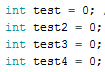 int test = 0;
int test2 = 0;
int test3 = 0;
int test4 = 0;